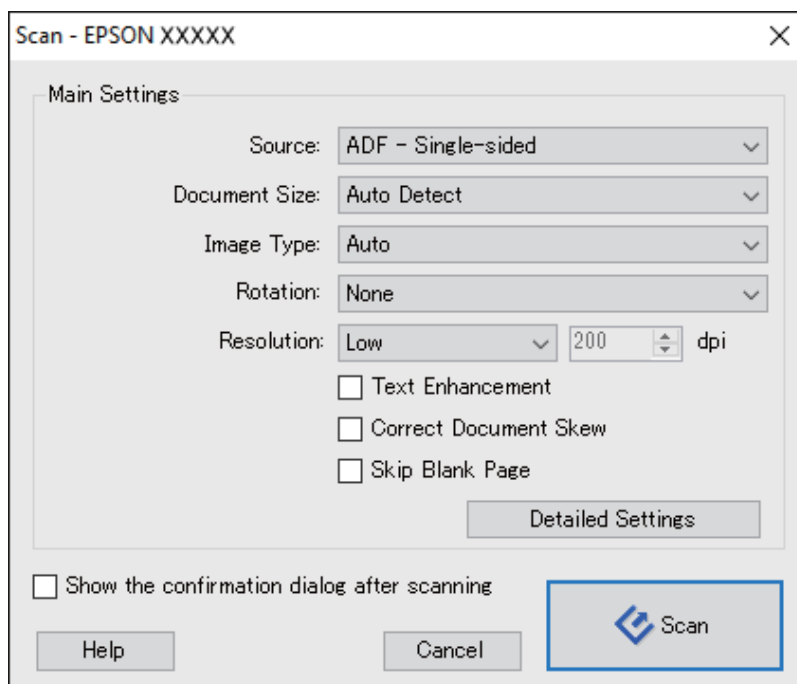 Scan - EPSON XXXXX
Main Settings
Source: ADF - Single-sided
Document Size: Auto Detect
Image Type: Auto
Rotation: None
Resolution: Low 200 dpi
Text Enhancement
Correct Document Skew
Skip Blank Page
Detailed Settings
Show the confirmation dialog after scanning
Scan
Help Cancel